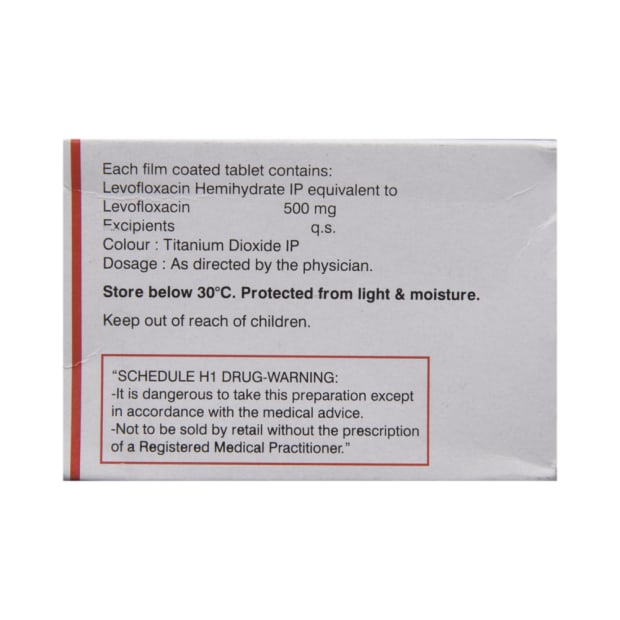 Each film coated tablet contains:
Levofloxacin Hemihydrate IP equivalent to
Levofloxacin 500 mg
Excipients q.s.
Colour : Titanium Dioxide IP
Dosage : As directed by the physician.
Store below 30°C. Protected from light & moisture.
Keep out of reach of children.
“SCHEDULE H1 DRUG-WARNING:
-It is dangerous to take this preparation except
in accordance with the medical advice.
-Not to be sold by retail without the prescription
of a Registered Medical Practitioner.”